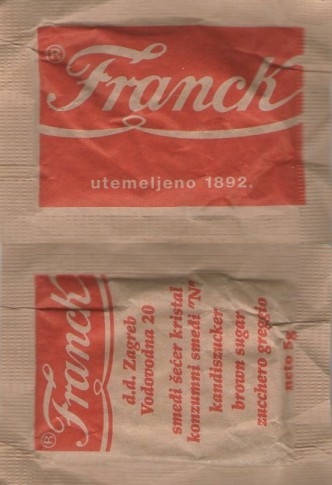 ®
Franck
utemeljeno 1892.
® Franck
d.d. Zagreb
Vodovodna 20
smeđi šećer kristal
konzumni smeđi "N"
kandiszucker
brown sugar
zucchero greggio
neto 5g